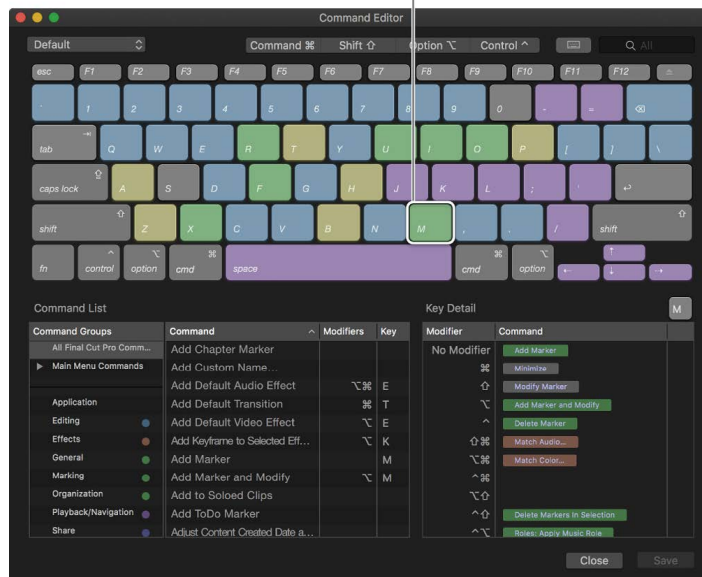 Command Editor
Default Command ⌘ Shift ⇧ Option ⌥ Control ^ All
esc F1 F2 F3 F4 F5 F6 F7 F8 F9 F10 F11 F12
` 1 2 3 4 5 6 7 8 9 0 - = ⌫
tab Q W E R T Y U I O P [ ] \
caps lock A S D F G H J K L ; ' ↩
shift Z X C V B N M , . / shift
fn control option cmd space cmd option ← ↑ ↓ →
Command List
Command Groups Command Modifiers Key
All Final Cut Pro Comm... Add Chapter Marker
Main Menu Commands Add Custom Name...
Add Default Audio Effect ⌥⌘ E
Application Add Default Transition ⌘ T
Editing Add Default Video Effect ⌥ E
Effects Add Keyframe to Selected Eff... ⌥ K
General Add Marker M
Marking Add Marker and Modify ⌥ M
Organization Add to Soloed Clips
Playback/Navigation Add ToDo Marker
Share Adjust Content Created Date a...
Key Detail M
Modifier Command
No Modifier Add Marker
⌘ Minimize
⇧ Modify Marker
⌥ Add Marker and Modify
^ Delete Marker
⇧⌘ Match Audio...
⌥⌘ Match Color...
^⌘
⌥⇧
^⇧ Delete Markers In Selection
^⌥ Roles: Apply Music Role
Close Save